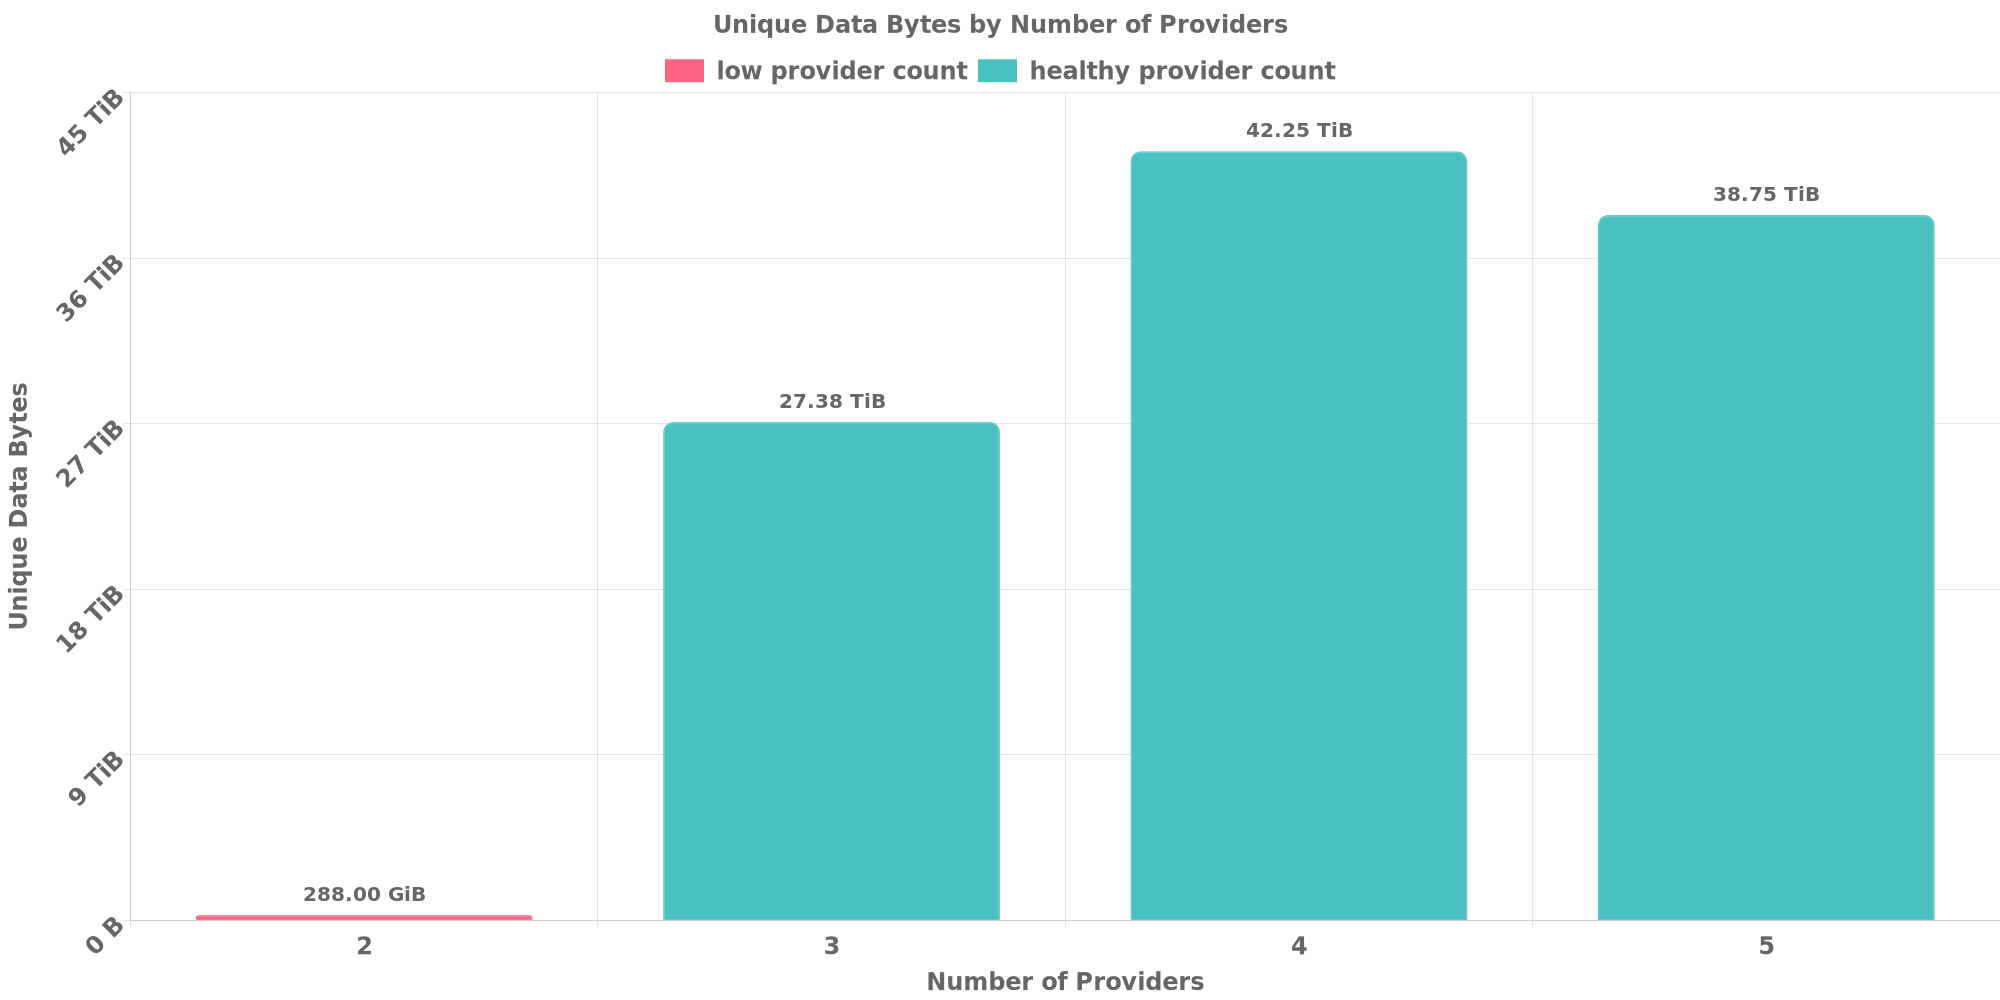 Unique Data Bytes by Number of Providers
low provider count
healthy provider count
45 TiB
36 TiB
27 TiB
18 TiB
9 TiB
0 B
Unique Data Bytes
288.00 GiB
27.38 TiB
42.25 TiB
38.75 TiB
2
3
4
5
Number of Providers